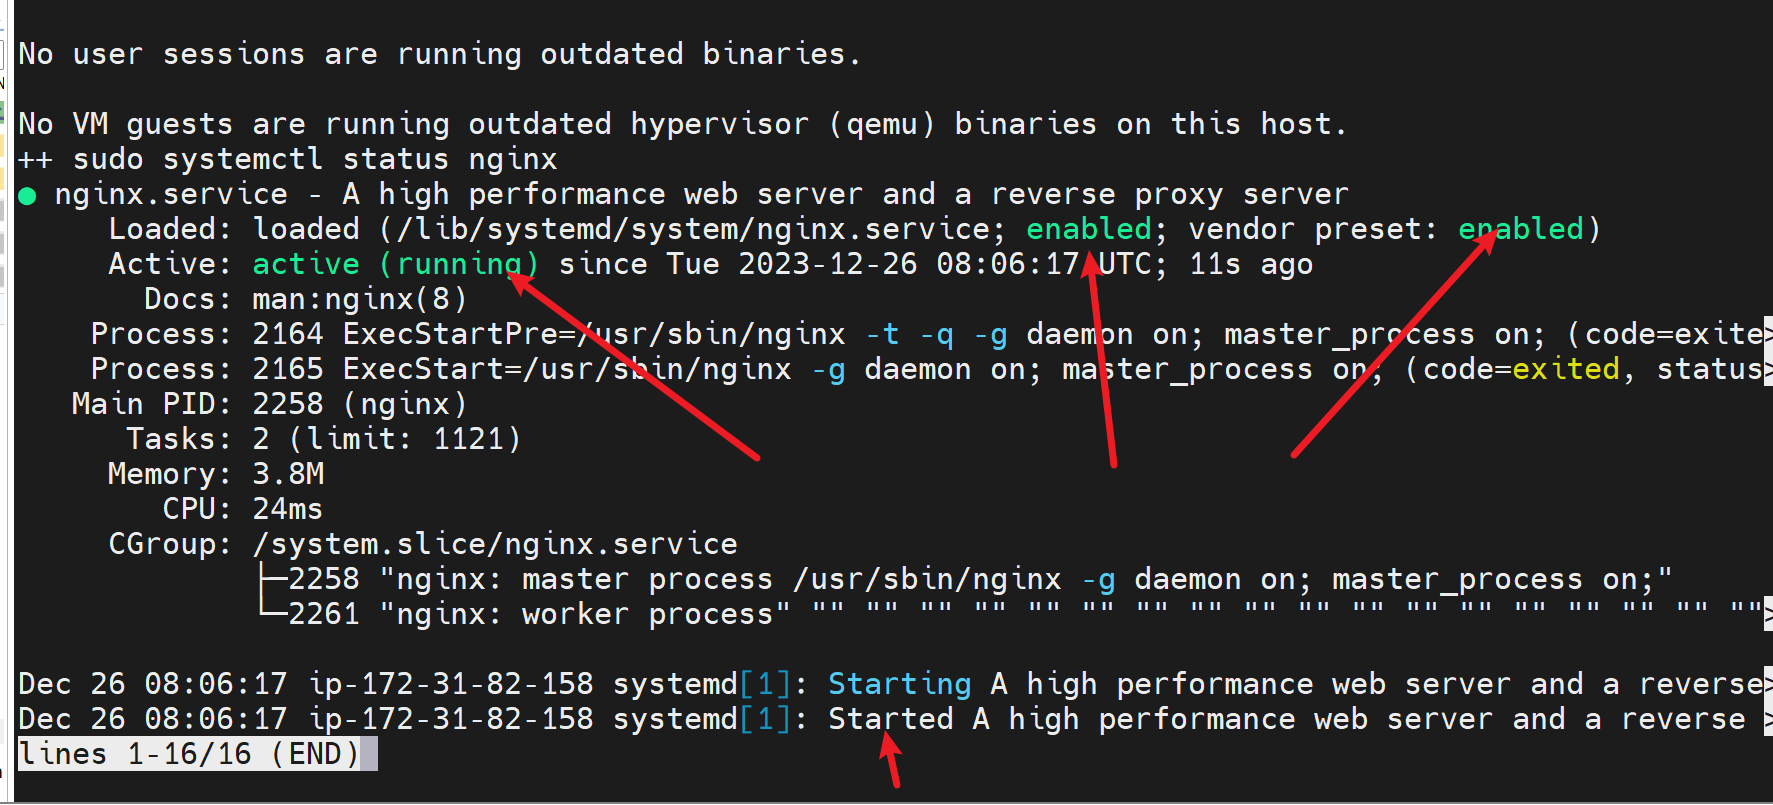 No user sessions are running outdated binaries.
No VM guests are running outdated hypervisor (qemu) binaries on this host.
++ sudo systemctl status nginx
● nginx.service - A high performance web server and a reverse proxy server
Loaded: loaded (/lib/systemd/system/nginx.service; enabled; vendor preset: enabled)
Active: active (running) since Tue 2023-12-26 08:06:17 UTC; 11s ago
Docs: man:nginx(8)
Process: 2164 ExecStartPre=/usr/sbin/nginx -t -q -g daemon on; master_process on; (code=exite>
Process: 2165 ExecStart=/usr/sbin/nginx -g daemon on; master_process on; (code=exited, status>
Main PID: 2258 (nginx)
Tasks: 2 (limit: 1121)
Memory: 3.8M
CPU: 24ms
CGroup: /system.slice/nginx.service
├─2258 "nginx: master process /usr/sbin/nginx -g daemon on; master_process on;"
└─2261 "nginx: worker process" "" "" "" "" "" "" "" "" "" "" "" "" "" "" "" "" "" "">
Dec 26 08:06:17 ip-172-31-82-158 systemd[1]: Starting A high performance web server and a reverse>
Dec 26 08:06:17 ip-172-31-82-158 systemd[1]: Started A high performance web server and a reverse >
lines 1-16/16 (END)